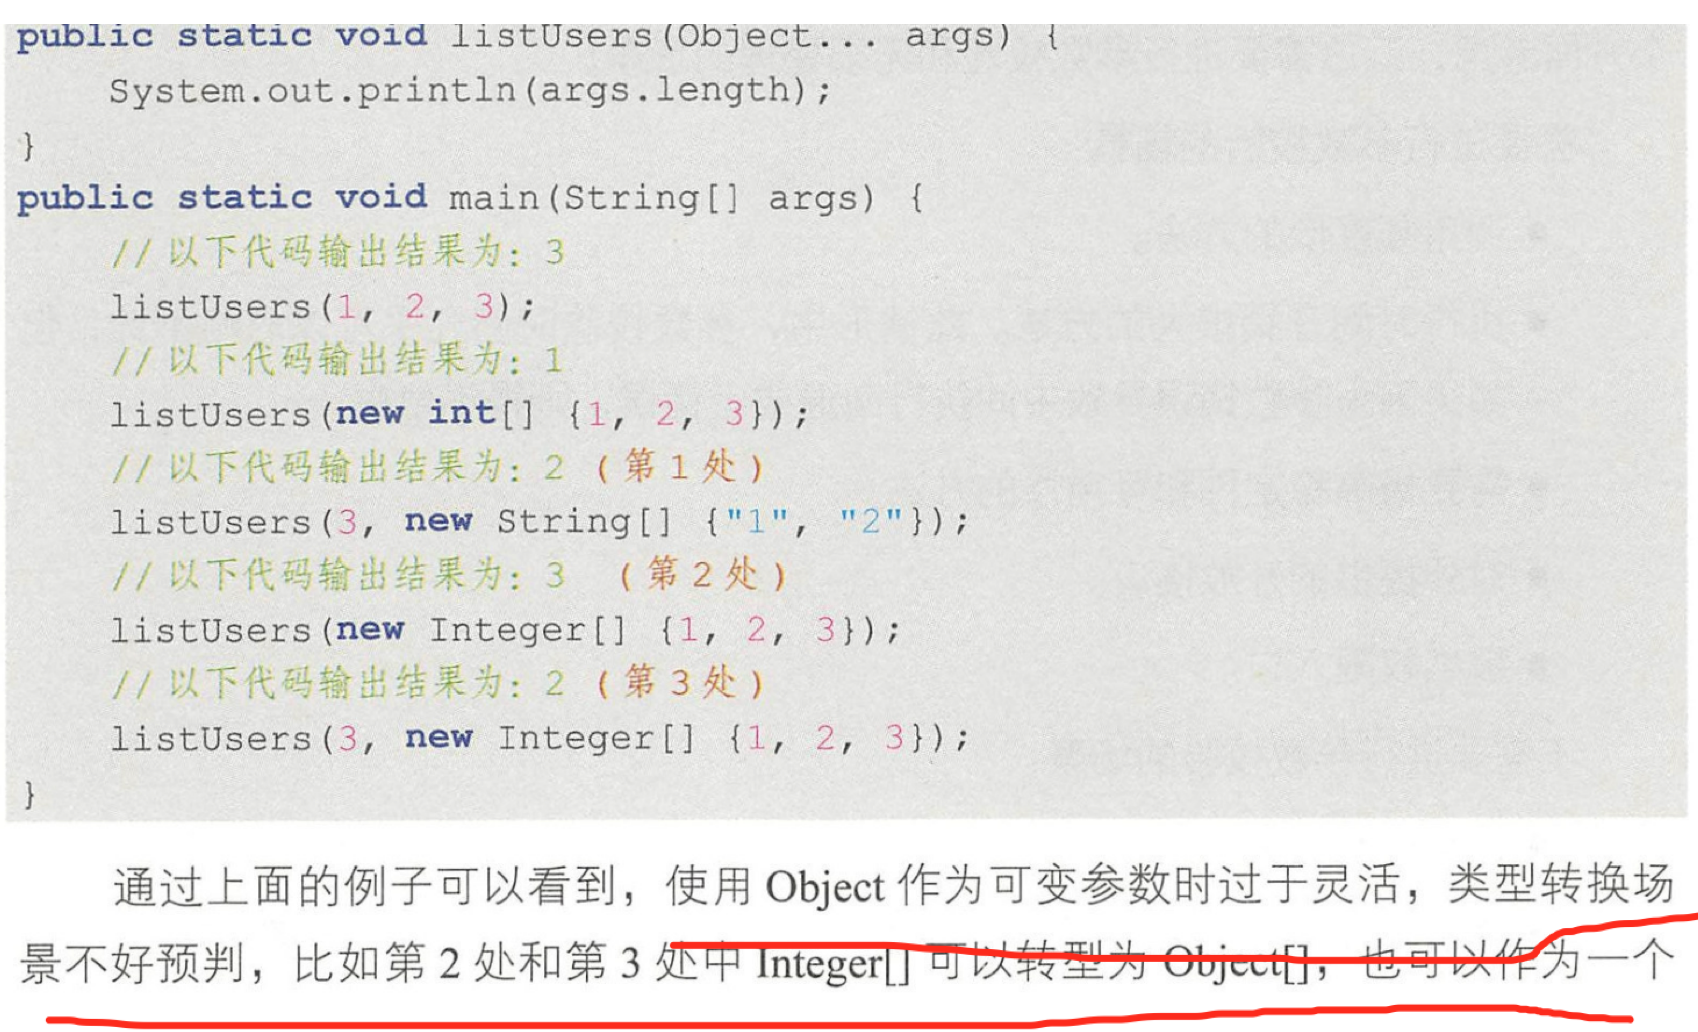 public static void listUsers(Object... args) {
System.out.println(args.length);
}
public static void main(String[] args) {
//以下代码输出结果为: 3
listUsers(1, 2, 3);
//以下代码输出结果为: 1
listUsers(new int[] {1, 2, 3});
//以下代码输出结果为: 2 (第1处)
listUsers(3, new String[] {"1", "2"});
//以下代码输出结果为: 3 (第2处)
listUsers(new Integer[] {1, 2, 3});
//以下代码输出结果为: 2 (第3处)
listUsers(3, new Integer[] {1, 2, 3});
}
通过上面的例子可以看到，使用 Object 作为可变参数时过于灵活，类型转换场
景不好预判，比如第 2 处和第 3 处中 Integer[] 可以转型为 Object[]，也可以作为一个